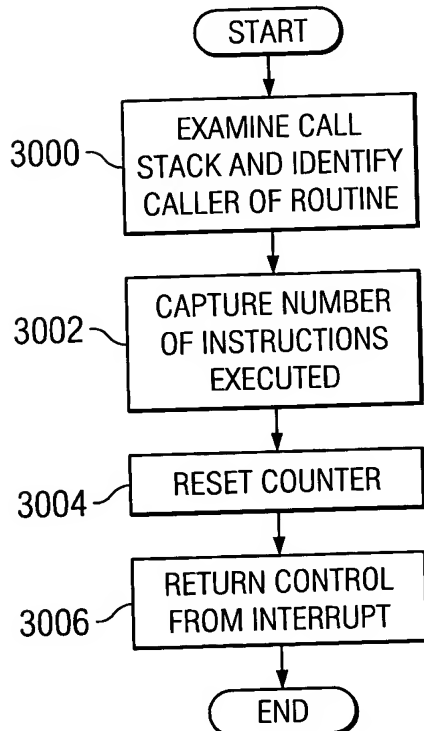 START
3000
EXAMINE CALL
STACK AND IDENTIFY
CALLER OF ROUTINE
3002
CAPTURE NUMBER
OF INSTRUCTIONS
EXECUTED
3004
RESET COUNTER
3006
RETURN CONTROL
FROM INTERRUPT
END